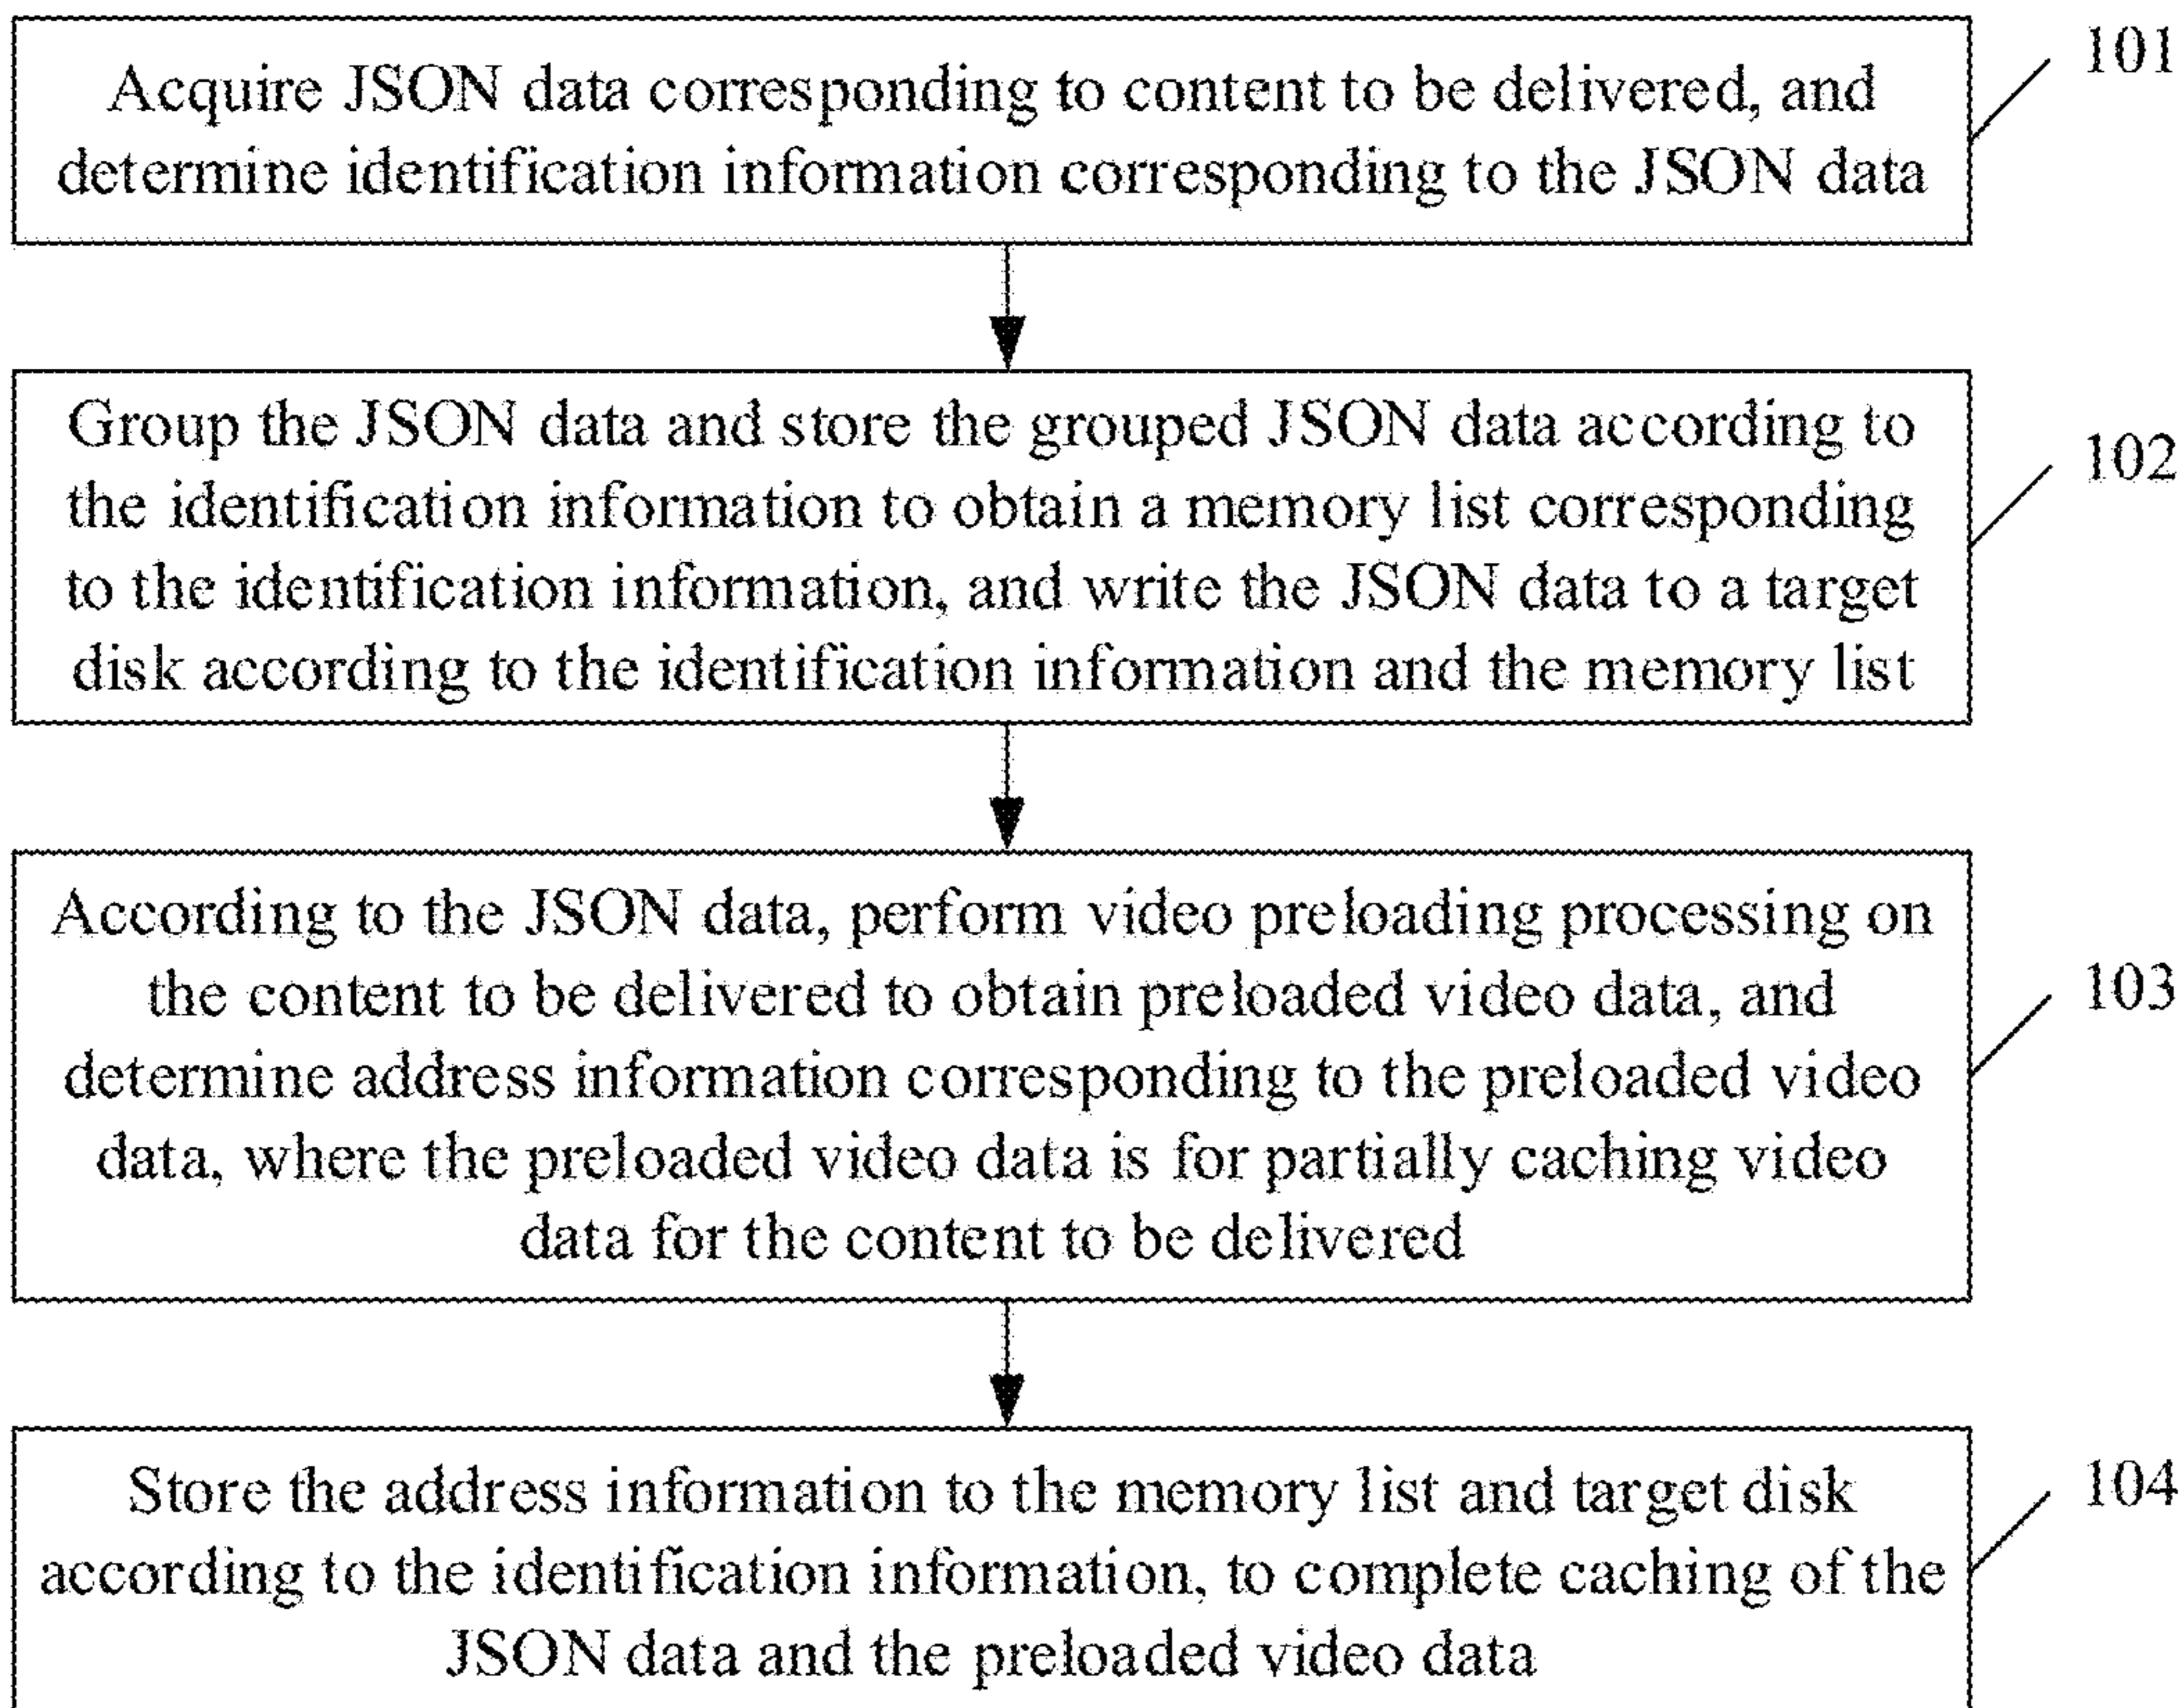 Acquire JSON data corresponding to content to be delivered, and
determine identification information corresponding to the JSON data
101
Group the JSON data and store the grouped JSON data according to
the identification information to obtain a memory list corresponding
to the identification information, and write the JSON data to a target
disk according to the identification information and the memory list
102
According to the JSON data, perform video preloading processing on
the content to be delivered to obtain preloaded video data, and
determine address information corresponding to the preloaded video
data, where the preloaded video data is for partially caching video
data for the content to be delivered
103
Store the address information to the memory list and target disk
according to the identification information, to complete caching of the
JSON data and the preloaded video data
104